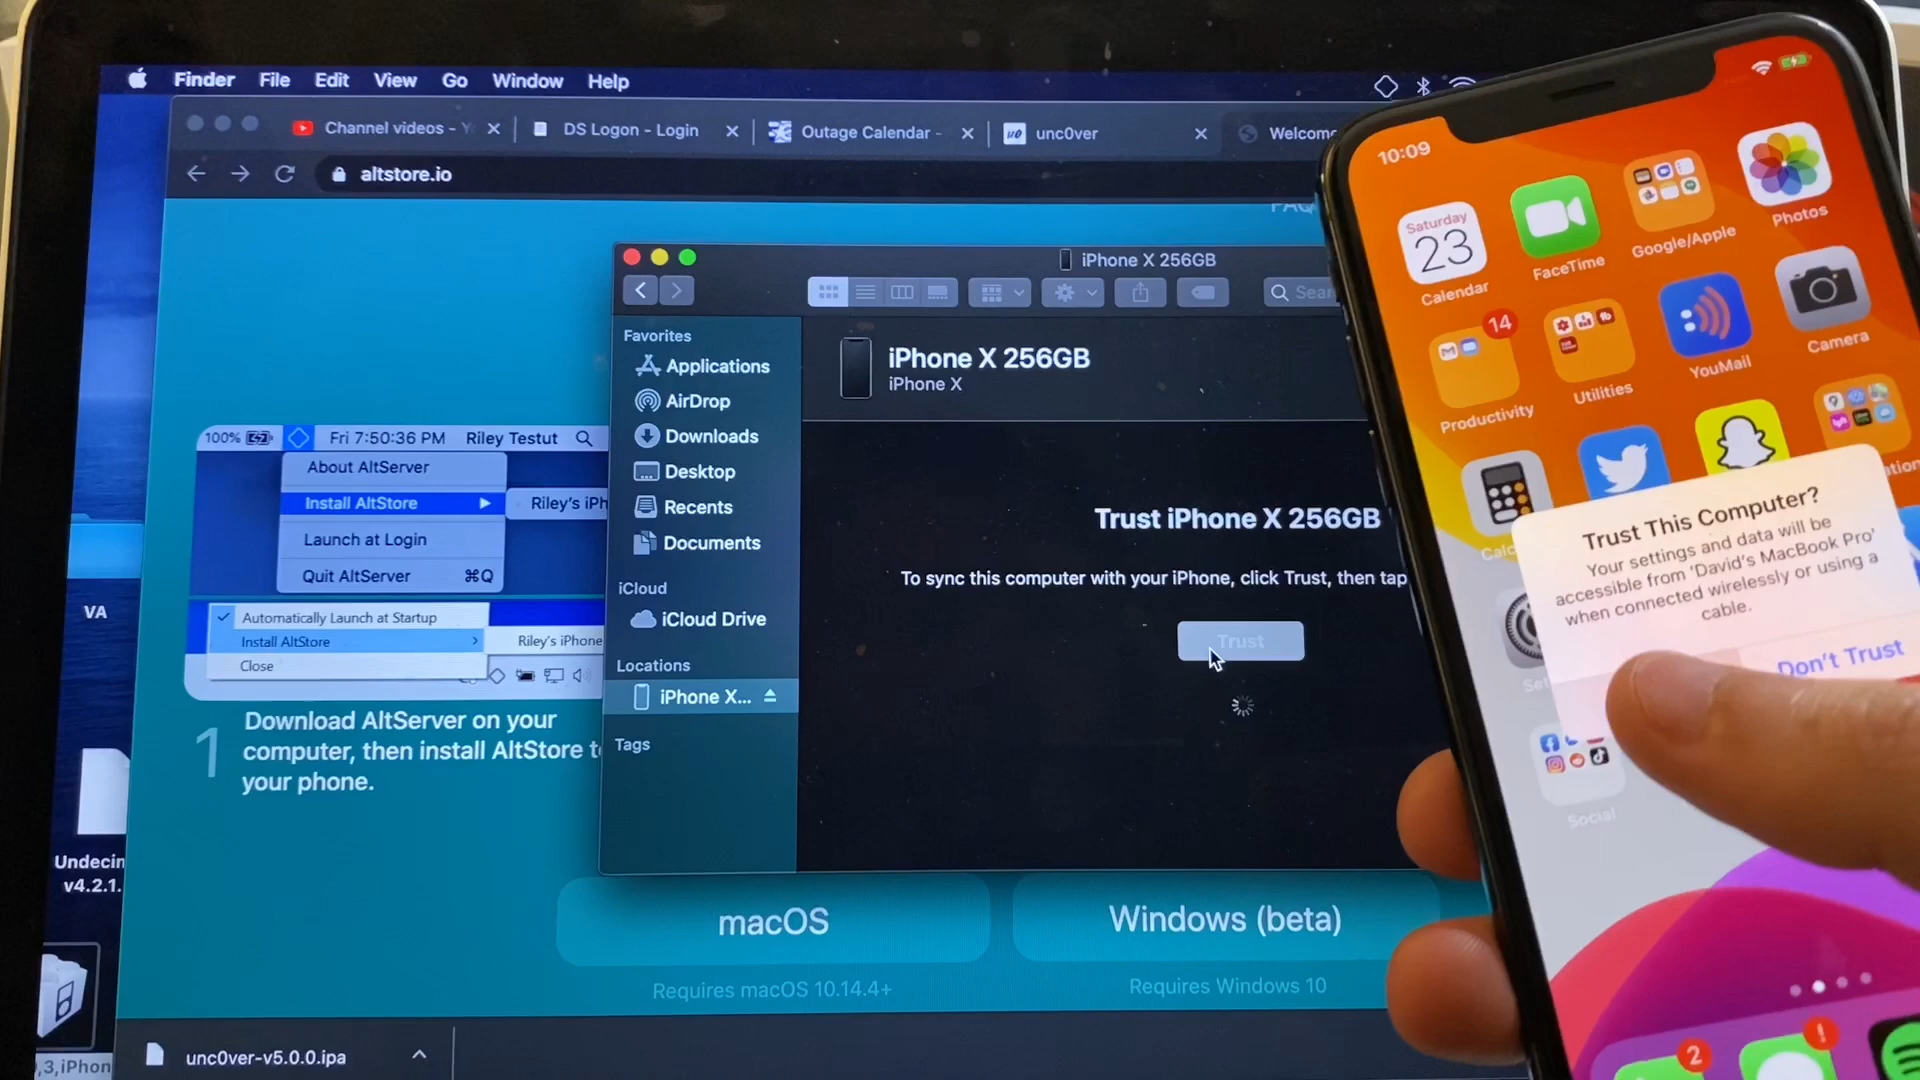 Finder File Edit View Go Window Help
Channel videos - Y
DS Logon - Login
Outage Calendar -
unc0ver
Welcome
altstore.io
iPhone X 256GB
Favorites
Applications
AirDrop
Downloads
Desktop
Recents
Documents
iCloud
iCloud Drive
Locations
iPhone X...
Tags
iPhone X 256GB
iPhone X
Trust iPhone X 256GB
To sync this computer with your iPhone, click Trust, then tap
Trust
100% Fri 7:50:36 PM Riley Testut
About AltServer
Install AltStore
Riley's iPh
Launch at Login
Quit AltServer ⌘Q
Automatically Launch at Startup
Install AltStore
Riley's iPhone
Close
1
Download AltServer on your
computer, then install AltStore to
your phone.
macOS
Requires macOS 10.14.4+
Windows (beta)
Requires Windows 10
VA
Undecim
v4.2.1.
,3,iPhon
unc0ver-v5.0.0.ipa
10:09
Saturday
23
Calendar
FaceTime
Google/Apple
Photos
14
Productivity
Utilities
YouMail
Camera
Trust This Computer?
Your settings and data will be
accessible from 'David's MacBook Pro'
when connected wirelessly or using a
cable.
Don't Trust
Social
2
!